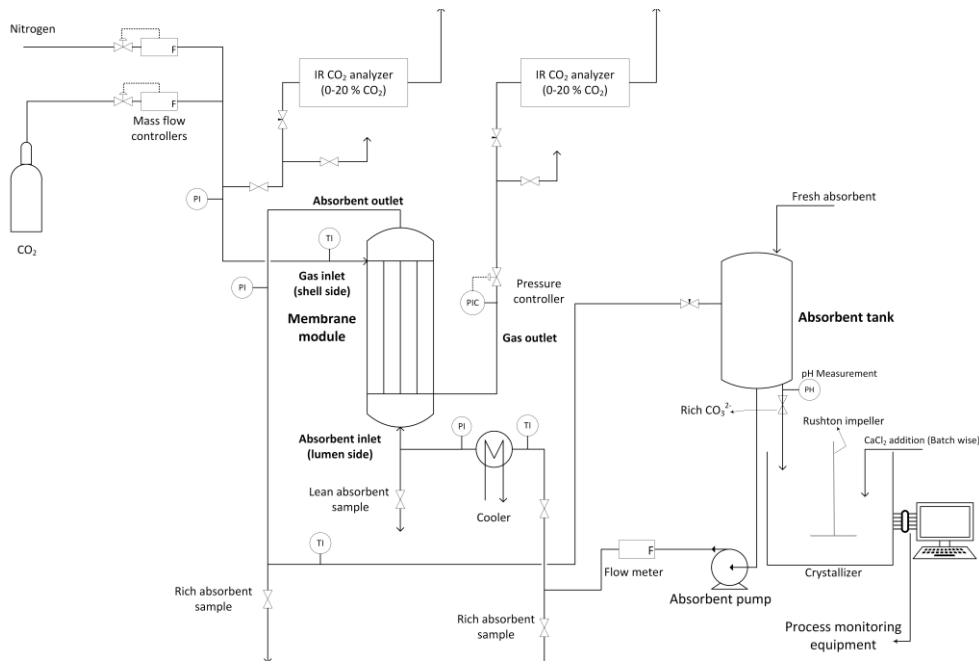 Nitrogen
F
IR CO₂ analyzer
(0-20 % CO₂)
IR CO₂ analyzer
(0-20 % CO₂)
F
Mass flow
controllers
PI
CO₂
Absorbent outlet
TI
Gas inlet
(shell side)
PI
Membrane
module
PIC
Pressure
controller
Gas outlet
Fresh absorbent
Absorbent tank
pH Measurement
PH
Rich CO₃²⁻
Rushton impeller
CaCl₂ addition (Batch wise)
Absorbent inlet
(lumen side)
PI
TI
Lean absorbent
sample
Cooler
TI
F
Flow meter
Absorbent pump
Crystallizer
Rich absorbent
sample
Rich absorbent
sample
Process monitoring
equipment